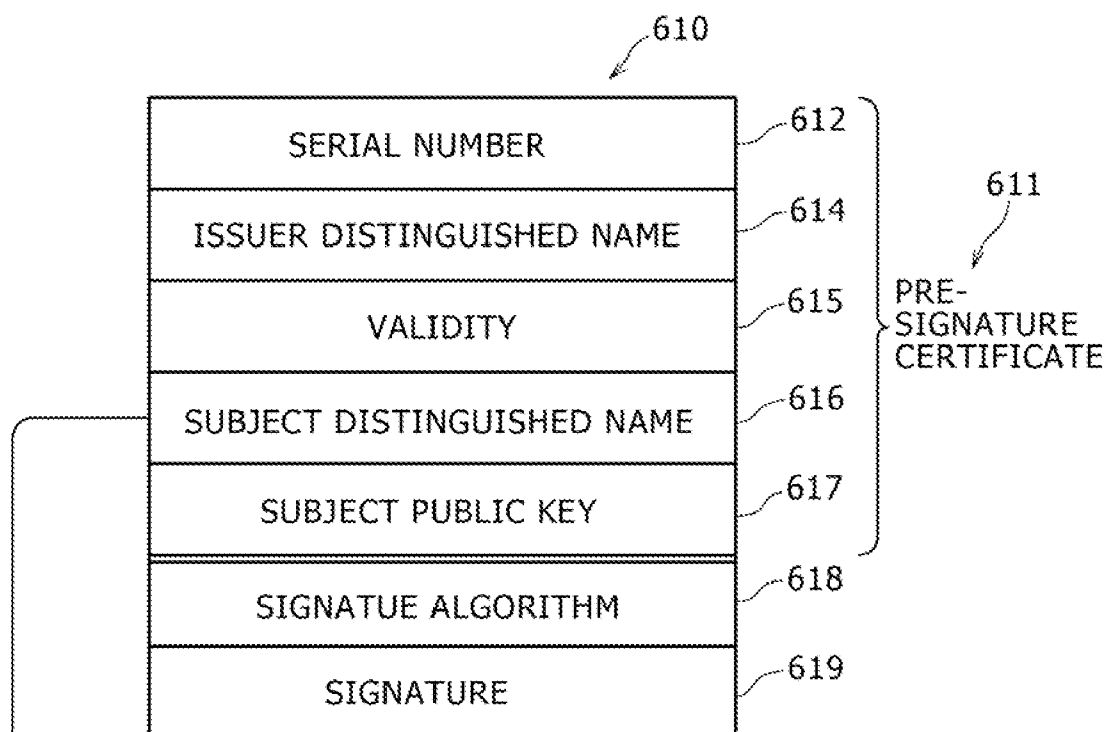 610
SERIAL NUMBER
612
ISSUER DISTINGUISHED NAME
614
VALIDITY
615
SUBJECT DISTINGUISHED NAME
616
SUBJECT PUBLIC KEY
617
SIGNATUE ALGORITHM
618
SIGNATURE
619
611
PRE-
SIGNATURE
CERTIFICATE